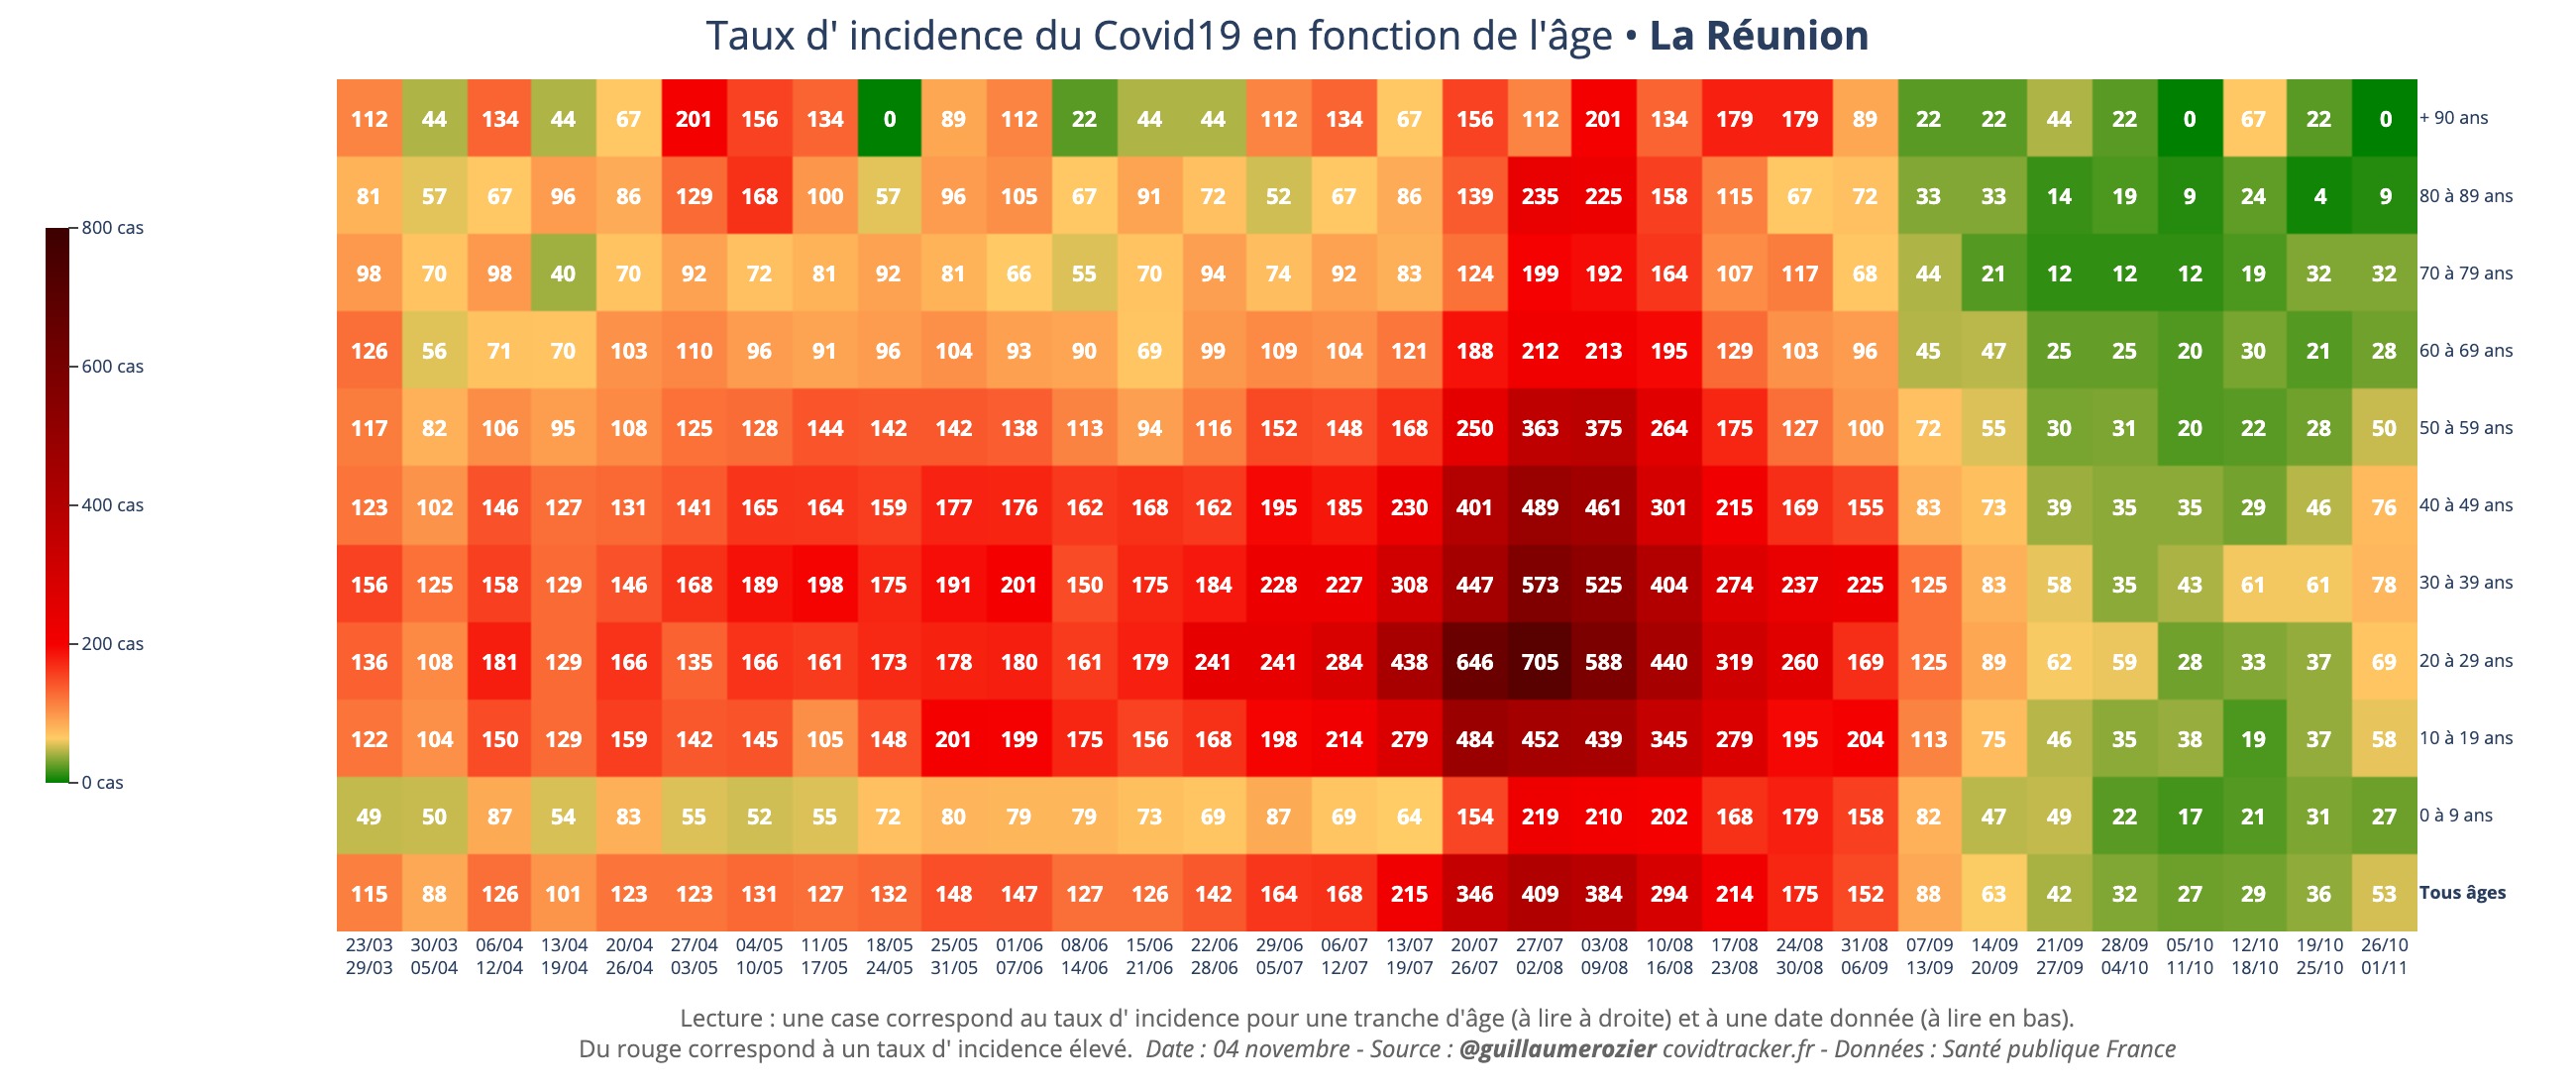 Taux d' incidence du Covid19 en fonction de l'âge • La Réunion
800 cas
600 cas
400 cas
200 cas
0 cas
112 44 134 44 67 201 156 134 0 89 112 22 44 44 112 134 67 156 112 201 134 179 179 89 22 22 44 22 0 67 22 0 + 90 ans
81 57 67 96 86 129 168 100 57 96 105 67 91 72 52 67 86 139 235 225 158 115 67 72 33 33 14 19 9 24 4 9 80 à 89 ans
98 70 98 40 70 92 72 81 92 81 66 55 70 94 74 92 83 124 199 192 164 107 117 68 44 21 12 12 12 19 32 32 70 à 79 ans
126 56 71 70 103 110 96 91 96 104 93 90 69 99 109 104 121 188 212 213 195 129 103 96 45 47 25 25 20 30 21 28 60 à 69 ans
117 82 106 95 108 125 128 144 142 142 138 113 94 116 152 148 168 250 363 375 264 175 127 100 72 55 30 31 20 22 28 50 50 à 59 ans
123 102 146 127 131 141 165 164 159 177 176 162 168 162 195 185 230 401 489 461 301 215 169 155 83 73 39 35 35 29 46 76 40 à 49 ans
156 125 158 129 146 168 189 198 175 191 201 150 175 184 228 227 308 447 573 525 404 274 237 225 125 83 58 35 43 61 61 78 30 à 39 ans
136 108 181 129 166 135 166 161 173 178 180 161 179 241 241 284 438 646 705 588 440 319 260 169 125 89 62 59 28 33 37 69 20 à 29 ans
122 104 150 129 159 142 145 105 148 201 199 175 156 168 198 214 279 484 452 439 345 279 195 204 113 75 46 35 38 19 37 58 10 à 19 ans
49 50 87 54 83 55 52 55 72 80 79 79 73 69 87 69 64 154 219 210 202 168 179 158 82 47 49 22 17 21 31 27 0 à 9 ans
115 88 126 101 123 123 131 127 132 148 147 127 126 142 164 168 215 346 409 384 294 214 175 152 88 63 42 32 27 29 36 53 Tous âges
23/03 30/03 06/04 13/04 20/04 27/04 04/05 11/05 18/05 25/05 01/06 08/06 15/06 22/06 29/06 06/07 13/07 20/07 27/07 03/08 10/08 17/08 24/08 31/08 07/09 14/09 21/09 28/09 05/10 12/10 19/10 26/10
29/03 05/04 12/04 19/04 26/04 03/05 10/05 17/05 24/05 31/05 07/06 14/06 21/06 28/06 05/07 12/07 19/07 26/07 02/08 09/08 16/08 23/08 30/08 06/09 13/09 20/09 27/09 04/10 11/10 18/10 25/10 01/11
Lecture : une case correspond au taux d' incidence pour une tranche d'âge (à lire à droite) et à une date donnée (à lire en bas).
Du rouge correspond à un taux d' incidence élevé. Date : 04 novembre - Source : @guillaumerozier covidtracker.fr - Données : Santé publique France